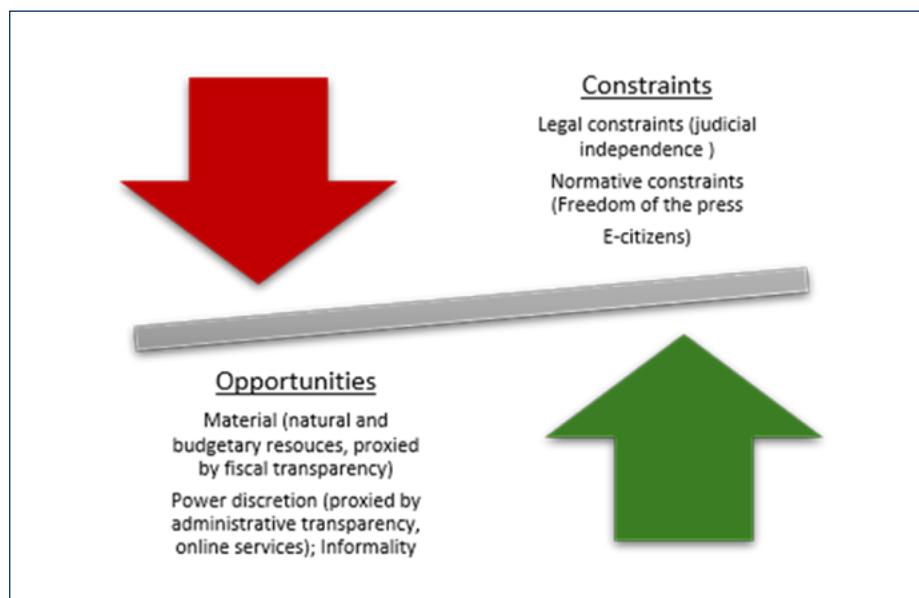 Constraints
Legal constraints (judicial
independence )
Normative constraints
(Freedom of the press
E-citizens)
Opportunities
Material (natural and
budgetary resouces, proxied
by fiscal transparency)
Power discretion (proxied by
administrative transparency,
online services); Informality